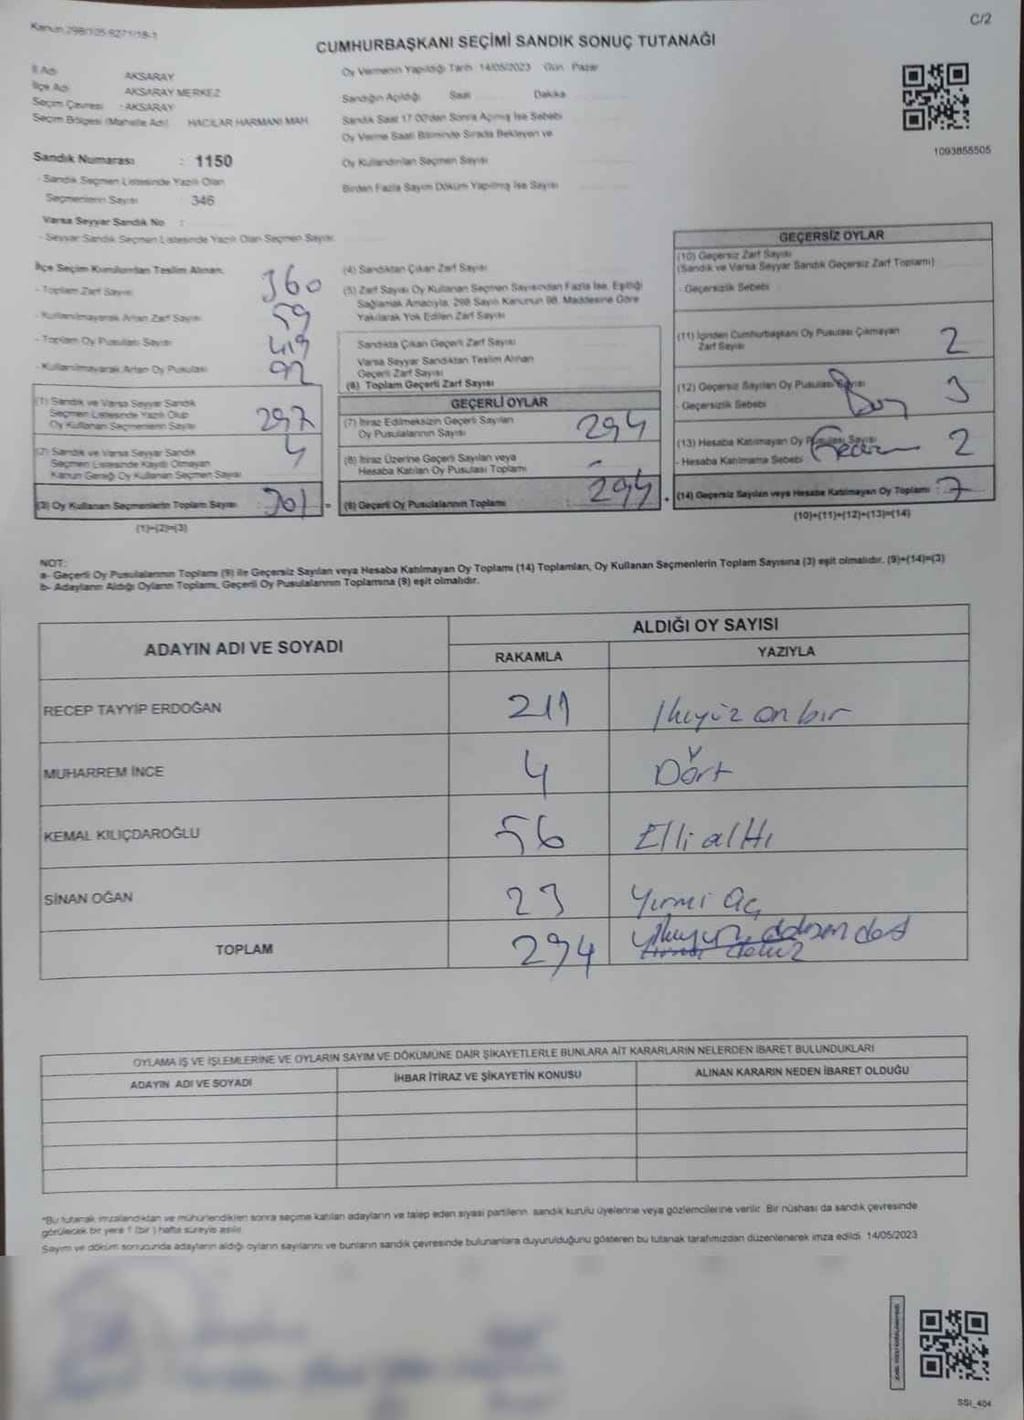 C/2
CUMHURBAŞKANI SEÇİMİ SANDIK SONUÇ TUTANAĞI
İl Adı AKSARAY
İlçe Adı AKSARAY MERKEZ
Seçim Çevresi : AKSARAY
Seçim Bölgesi (Mahalle Adı) HACILAR HARMANI MAH
Sandık Numarası : 1150
- Sandık Seçmen Listesinde Yazılı Olan
Seçmenlerin Sayısı 346
Varsa Seyyar Sandık No :
- Seyyar Sandık Seçmen Listesinde Yazılı Olan Seçmen Sayısı
Oy Vermenin Yapıldığı Tarih 14/05/2023 Gün Pazar
Sandığın Açıldığı Saat Dakika
Sandık Saat 17:00'dan Sonra Açılmış İse Sebebi
Oy Verme Saati Bitiminde Sırada Bekleyen ve
Oy Kullandırılan Seçmen Sayısı
Birden Fazla Sayım Döküm Yapılmış İse Sayısı
1093855505
İlçe Seçim Kurulundan Teslim Alınan;
- Toplam Zarf Sayısı 360
- Kullanılmayarak Artan Zarf Sayısı 59
- Toplam Oy Pusulası Sayısı 419
- Kullanılmayarak Artan Oy Pusulası 92
(1) Sandık ve Varsa Seyyar Sandık
Seçmen Listesinde Yazılı Olup
Oy Kullanan Seçmenlerin Sayısı 297
(2) Sandık ve Varsa Seyyar Sandık
Seçmen Listesinde Kayıtlı Olmayan
Kanun Gereği Oy Kullanan Seçmen Sayısı 4
(3) Oy Kullanan Seçmenlerin Toplam Sayısı 301
(1)+(2)=(3)
(4) Sandıktan Çıkan Zarf Sayısı
(5) Zarf Sayısı Oy Kullanan Seçmen Sayısından Fazla İse, Eşitliği
Sağlamak Amacıyla, 298 Sayılı Kanunun 98. Maddesine Göre
Yakılarak Yok Edilen Zarf Sayısı
Sandıkta Çıkan Geçerli Zarf Sayısı
Varsa Seyyar Sandıktan Teslim Alınan
Geçerli Zarf Sayısı
(6) Toplam Geçerli Zarf Sayısı
GEÇERLİ OYLAR
(7) İtiraz Edilmeksizin Geçerli Sayılan
Oy Pusulalarının Sayısı 294
(8) İtiraz Üzerine Geçerli Sayılan veya
Hesaba Katılan Oy Pusulası Toplamı -
(9) Geçerli Oy Pusulalarının Toplamı 294
GEÇERSİZ OYLAR
(10) Geçersiz Zarf Sayısı
(Sandık ve Varsa Seyyar Sandık Geçersiz Zarf Toplamı)
- Geçersizlik Sebebi
(11) İçinden Cumhurbaşkanı Oy Pusulası Çıkmayan
Zarf Sayısı 2
(12) Geçersiz Sayılan Oy Pusulası Sayısı 3
- Geçersizlik Sebebi
(13) Hesaba Katılmayan Oy Pusulası Sayısı 2
- Hesaba Katılmama Sebebi
(14) Geçersiz Sayılan veya Hesaba Katılmayan Oy Toplamı : 7
(10)+(11)+(12)+(13)=(14)
NOT:
a- Geçerli Oy Pusulalarının Toplamı (9) ile Geçersiz Sayılan veya Hesaba Katılmayan Oy Toplamı (14) Toplamları, Oy Kullanan Seçmenlerin Toplam Sayısına (3) eşit olmalıdır. (9)+(14)=(3)
b- Adayların Aldığı Oyların Toplamı, Geçerli Oy Pusulalarının Toplamına (9) eşit olmalıdır.
ADAYIN ADI VE SOYADI
ALDIĞI OY SAYISI
RAKAMLA YAZIYLA
RECEP TAYYİP ERDOĞAN 211 İkiyüz on bir
MUHARREM İNCE 4 Dört
KEMAL KILIÇDAROĞLU 56 Elli altı
SİNAN OĞAN 23 Yirmi üç
TOPLAM 294
OYLAMA İŞ VE İŞLEMLERİNE VE OYLARIN SAYIM VE DÖKÜMÜNE DAİR ŞİKAYETLERLE BUNLARA AİT KARARLARIN NELERDEN İBARET BULUNDUKLARI
ADAYIN ADI VE SOYADI İHBAR İTİRAZ VE ŞİKAYETİN KONUSU ALINAN KARARIN NEDEN İBARET OLDUĞU
*Bu tutanak imzalandıktan ve mühürlendikten sonra seçime katılan adayların ve talep eden siyasi partilerin sandık kurulu üyelerine veya gözlemcilerine verilir. Bir nüshası da sandık çevresinde
görülecek bir yere 1 (bir) hafta süreyle asılır.
Sayım ve döküm sonucunda adayların aldığı oyların sayılarını ve bunların sandık çevresinde bulunanlara duyurulduğunu gösteren bu tutanak tarafımızdan düzenlenerek imza edildi. 14/05/2023
SSI_404